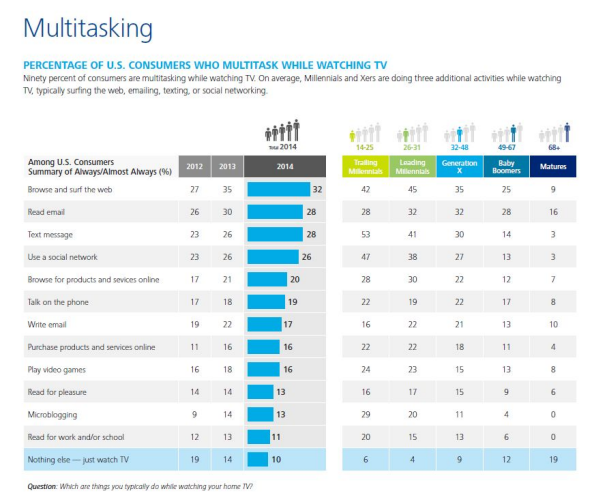 Multitasking
PERCENTAGE OF U.S. CONSUMERS WHO MULTITASK WHILE WATCHING TV
Ninety percent of consumers are multitasking while watching TV. On average, Millennials and Xers are doing three additional activities while watching
TV, typically surfing the web, emailing, texting, or social networking.
Total 2014 14-25 26-31 32-48 49-67 68+
Among U.S. Consumers
Summary of Always/Almost Always (%) 2012 2013 2014 Trailing Millennials Leading Millennials Generation X Baby Boomers Matures
Browse and surf the web 27 35 32 42 45 35 25 9
Read email 26 30 28 28 32 32 28 16
Text message 23 26 28 53 41 30 14 3
Use a social network 23 26 26 47 38 27 13 3
Browse for products and sevices online 17 21 20 28 30 22 12 7
Talk on the phone 17 18 19 22 19 22 17 8
Write email 19 22 17 16 22 21 13 10
Purchase products and services online 11 16 16 22 22 18 11 4
Play video games 16 18 16 24 23 15 13 8
Read for pleasure 14 14 13 16 17 15 9 6
Microblogging 9 14 13 29 20 11 4 0
Read for work and/or school 12 13 11 20 15 13 6 0
Nothing else — just watch TV 19 14 10 6 4 9 12 19
Question: Which are things you typically do while watching your home TV?